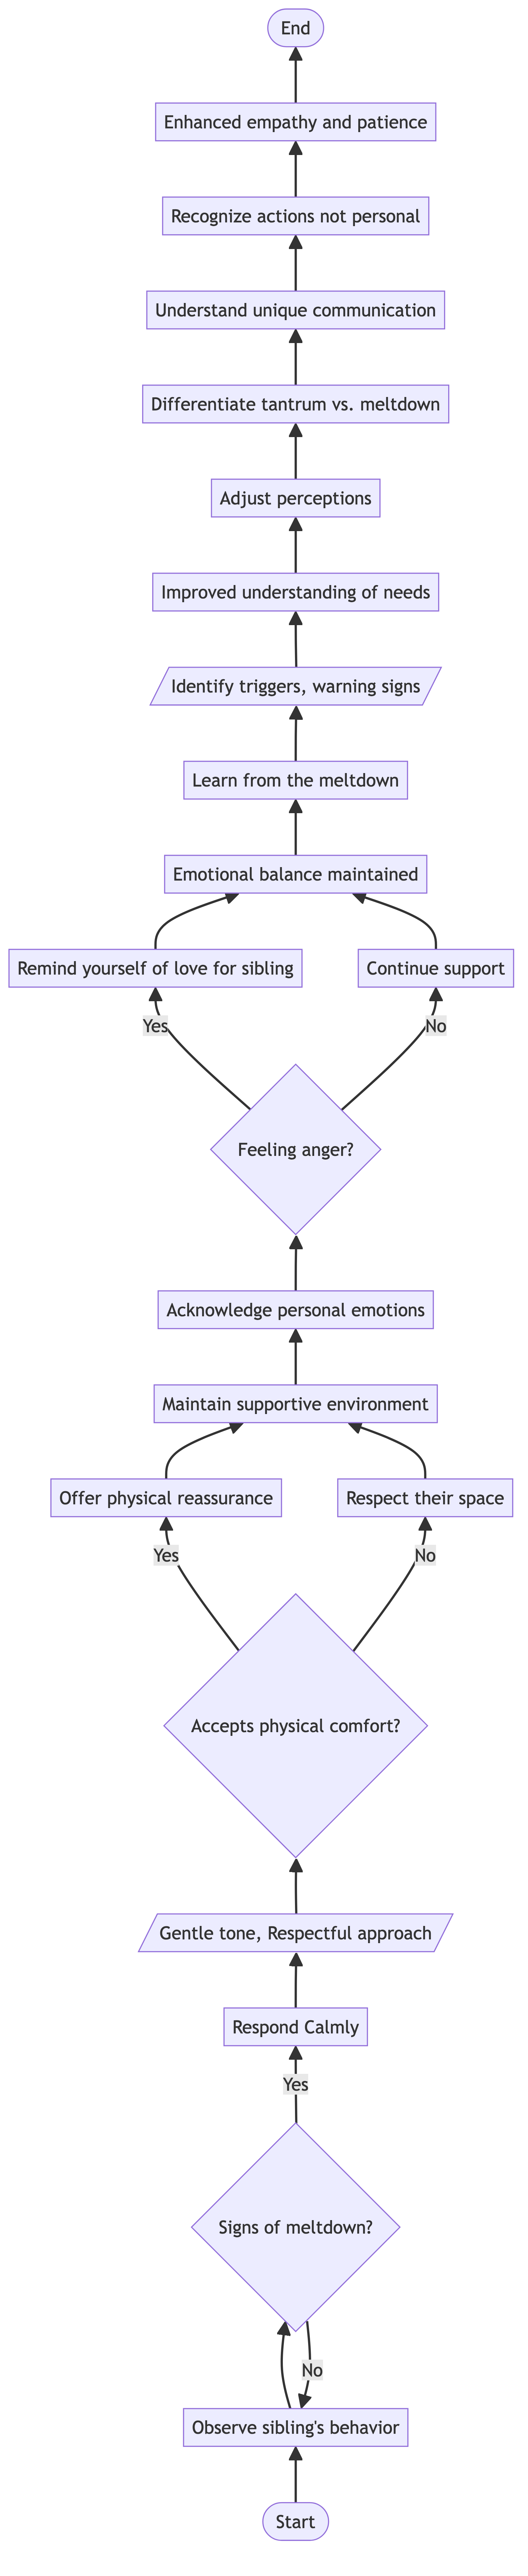 End
Enhanced empathy and patience
Recognize actions not personal
Understand unique communication
Differentiate tantrum vs. meltdown
Adjust perceptions
Improved understanding of needs
Identify triggers, warning signs
Learn from the meltdown
Emotional balance maintained
Remind yourself of love for sibling
Continue support
Yes
No
Feeling anger?
Acknowledge personal emotions
Maintain supportive environment
Offer physical reassurance
Respect their space
Yes
No
Accepts physical comfort?
Gentle tone, Respectful approach
Respond Calmly
Yes
Signs of meltdown?
No
Observe sibling's behavior
Start